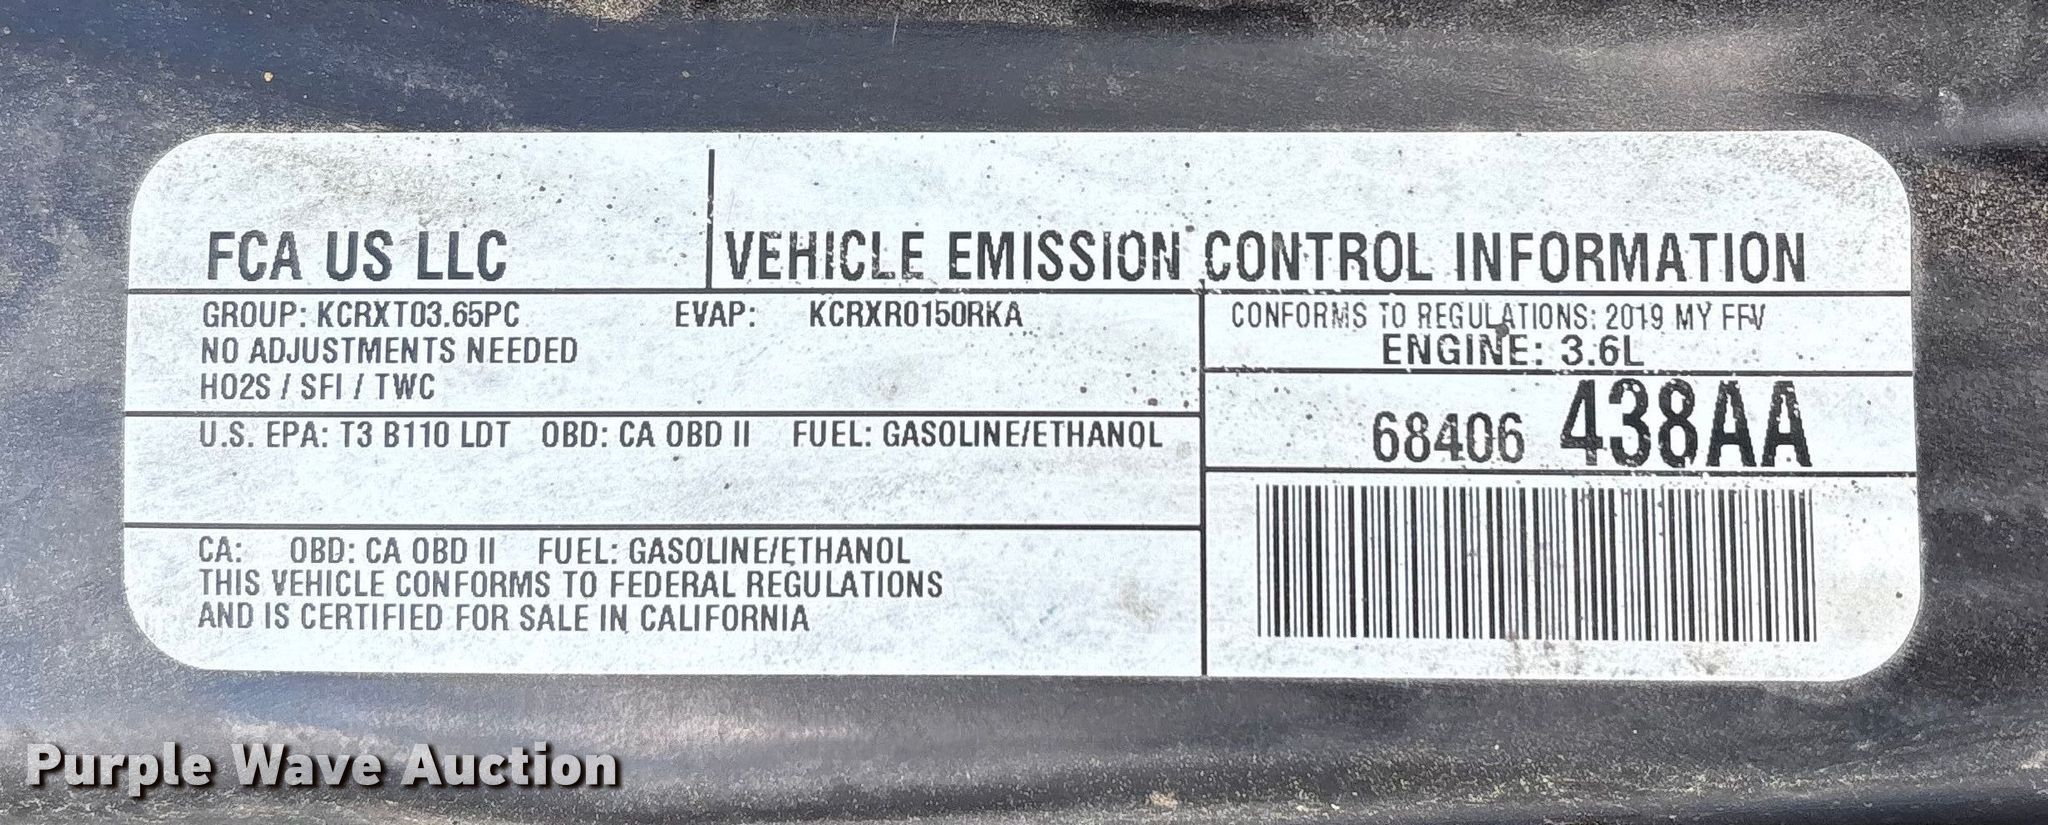 FCA US LLC
VEHICLE EMISSION CONTROL INFORMATION
GROUP: KCRXT03.65PC EVAP: KCRXR0150RKA
NO ADJUSTMENTS NEEDED
HO2S / SFI / TWC
CONFORMS TO REGULATIONS: 2019 MY FFV
ENGINE: 3.6L
68406 438AA
U.S. EPA: T3 B110 LDT OBD: CA OBD II FUEL: GASOLINE/ETHANOL
CA: OBD: CA OBD II FUEL: GASOLINE/ETHANOL
THIS VEHICLE CONFORMS TO FEDERAL REGULATIONS
AND IS CERTIFIED FOR SALE IN CALIFORNIA
Purple Wave Auction